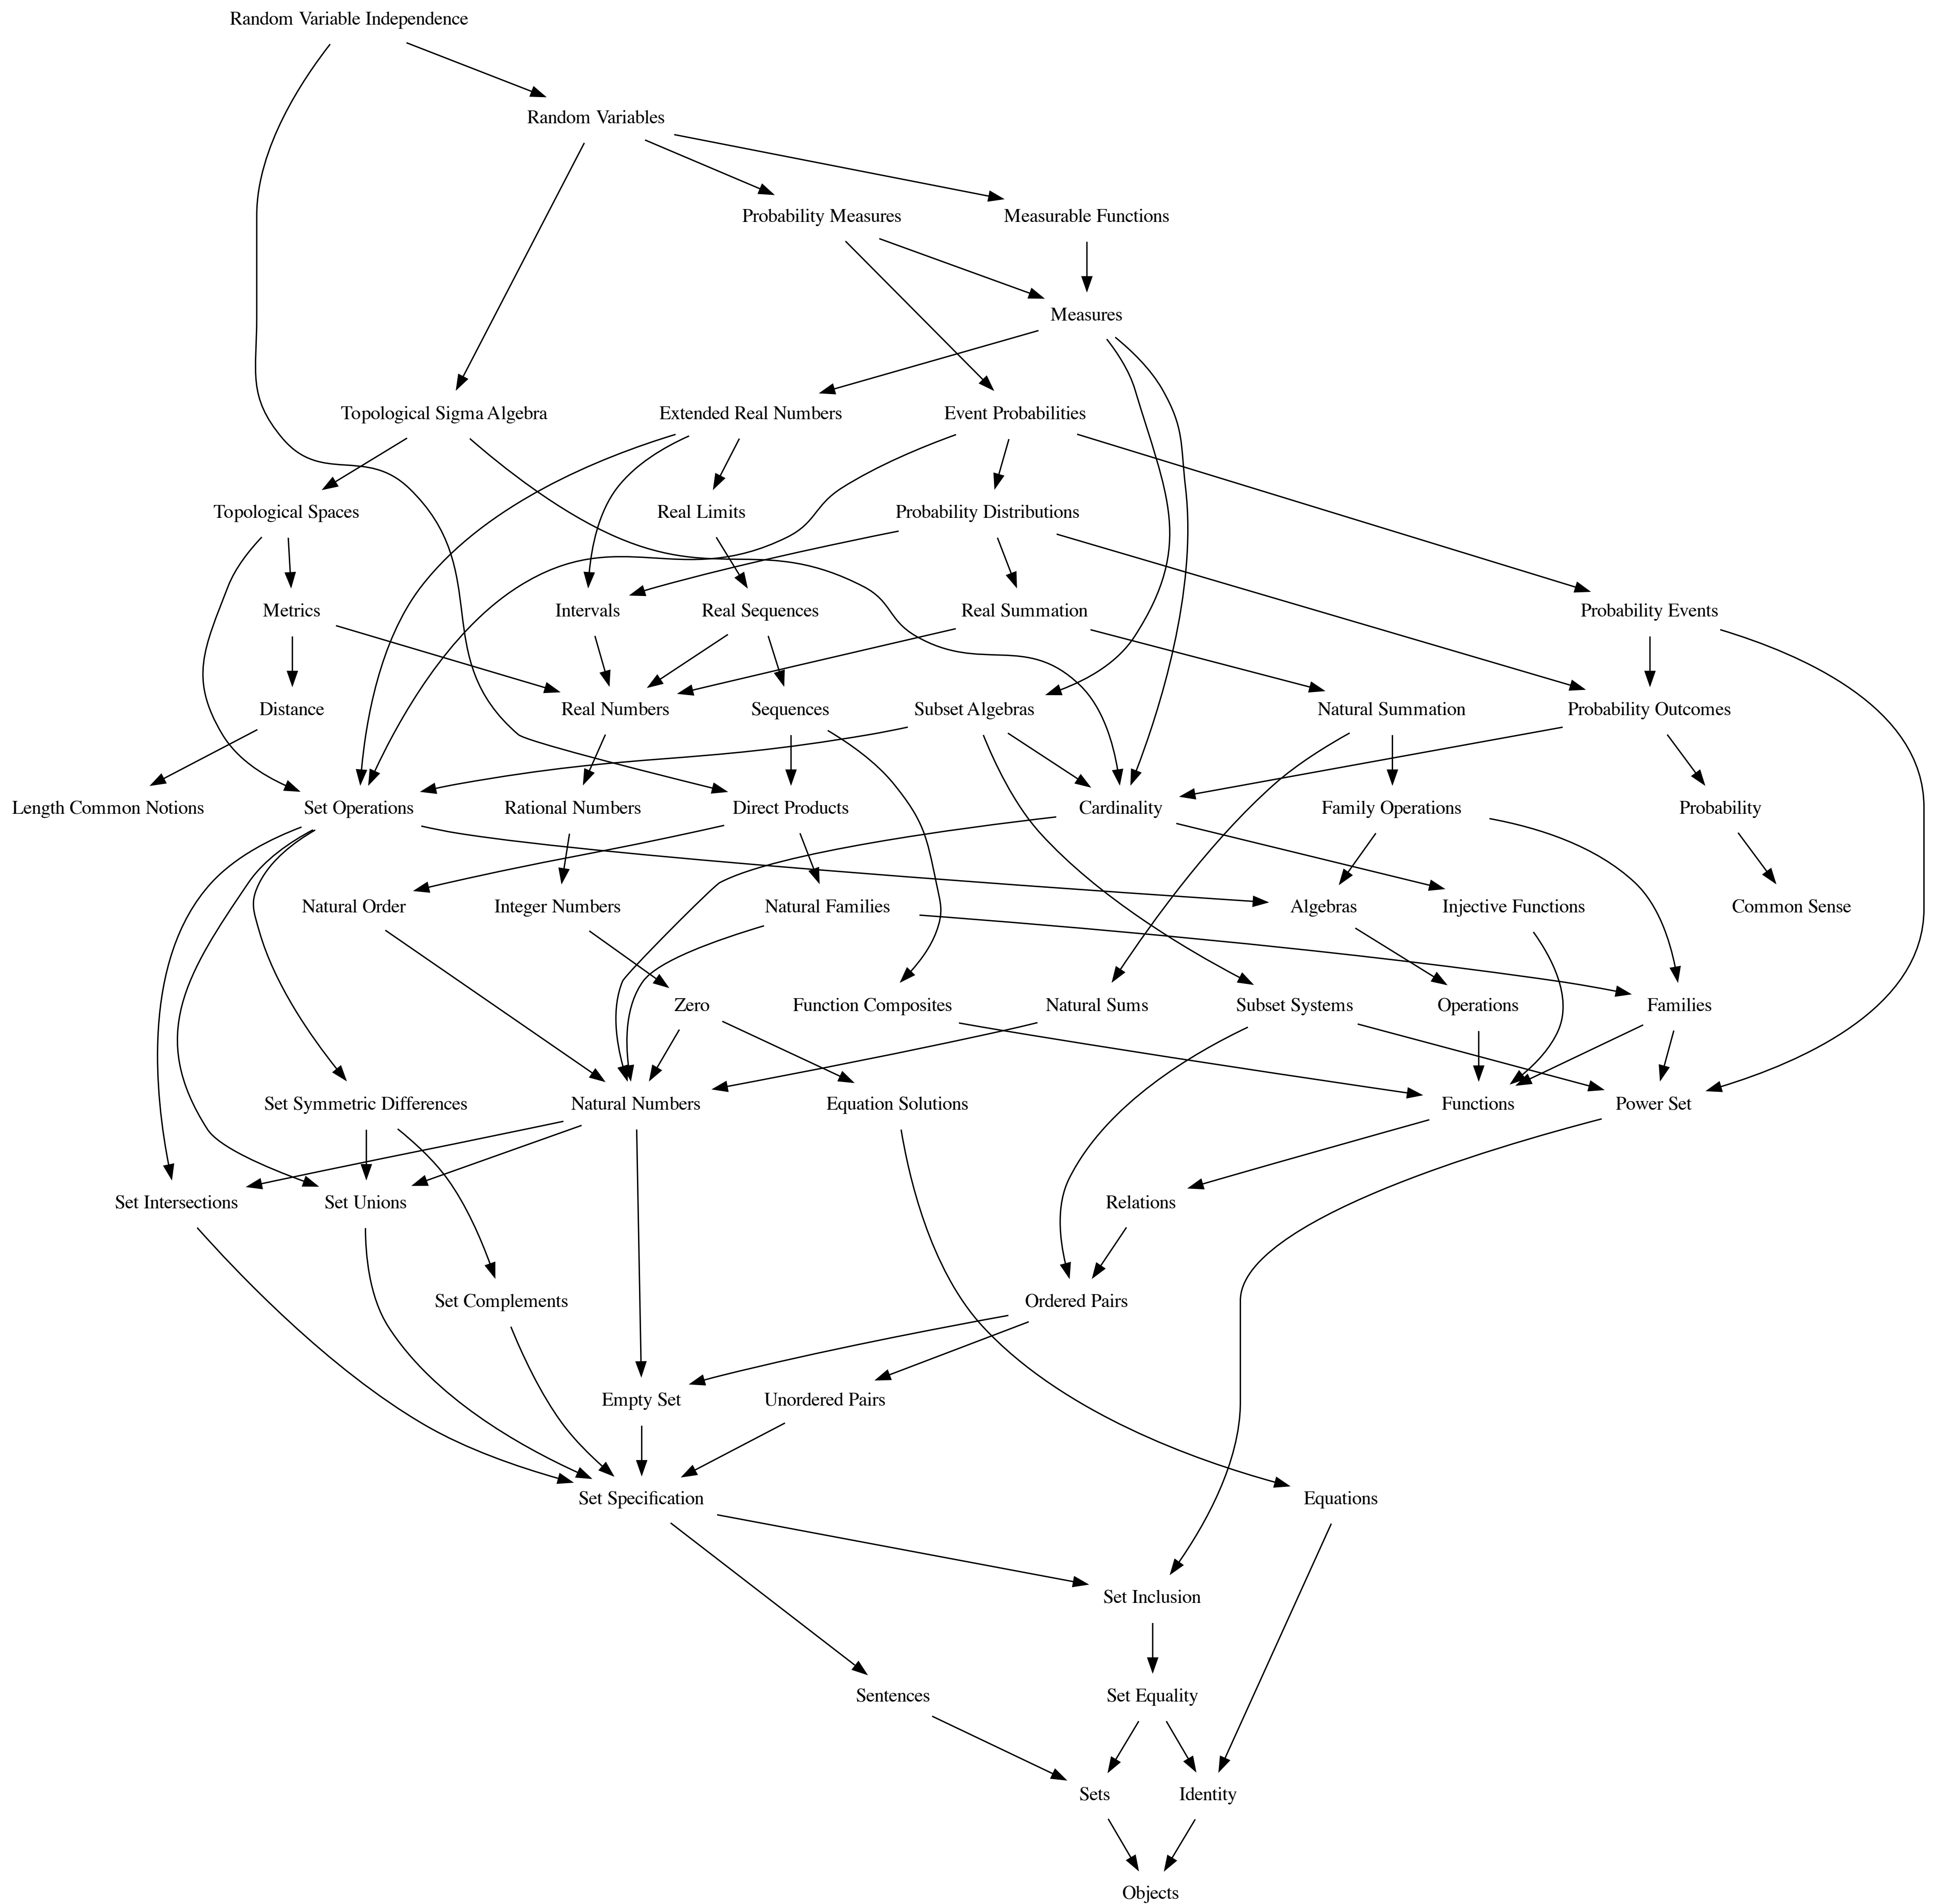 Random Variable Independence
Random Variables
Probability Measures
Measurable Functions
Measures
Topological Sigma Algebra
Extended Real Numbers
Event Probabilities
Topological Spaces
Real Limits
Probability Distributions
Metrics
Intervals
Real Sequences
Real Summation
Probability Events
Distance
Real Numbers
Sequences
Subset Algebras
Natural Summation
Probability Outcomes
Length Common Notions
Set Operations
Rational Numbers
Direct Products
Cardinality
Family Operations
Probability
Natural Order
Integer Numbers
Natural Families
Algebras
Injective Functions
Common Sense
Zero
Function Composites
Natural Sums
Subset Systems
Operations
Families
Set Symmetric Differences
Natural Numbers
Equation Solutions
Functions
Power Set
Set Intersections
Set Unions
Relations
Set Complements
Ordered Pairs
Empty Set
Unordered Pairs
Set Specification
Equations
Set Inclusion
Sentences
Set Equality
Sets
Identity
Objects